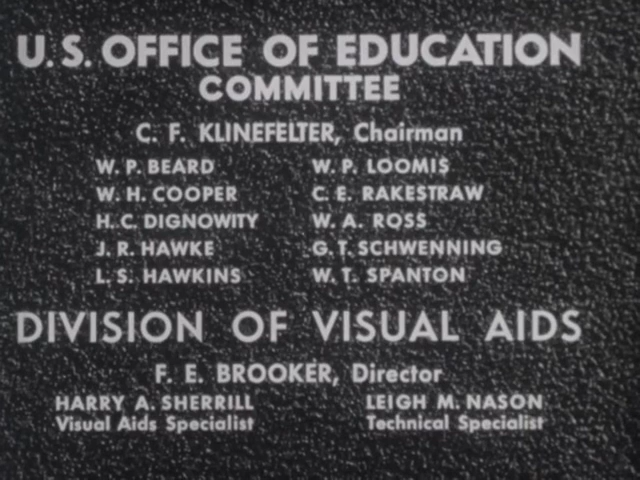 U.S. OFFICE OF EDUCATION
COMMITTEE
C. F. KLINEFELTER, Chairman
W. P. BEARD W. P. LOOMIS
W. H. COOPER C. E. RAKESTRAW
H. C. DIGNOWITY W. A. ROSS
J. R. HAWKE G. T. SCHWENNING
L. S. HAWKINS W. T. SPANTON
DIVISION OF VISUAL AIDS
F. E. BROOKER, Director
HARRY A. SHERRILL LEIGH M. NASON
Visual Aids Specialist Technical Specialist